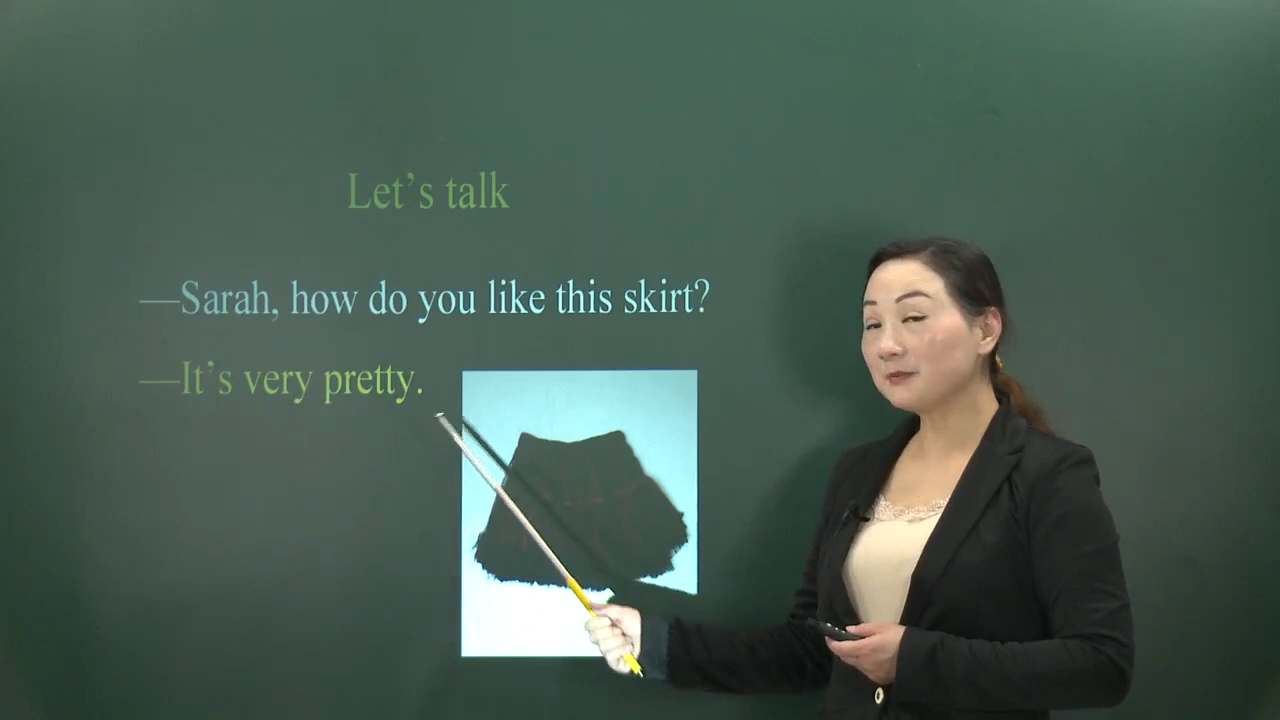 Let's talk
—Sarah, how do you like this skirt?
—It's very pretty.